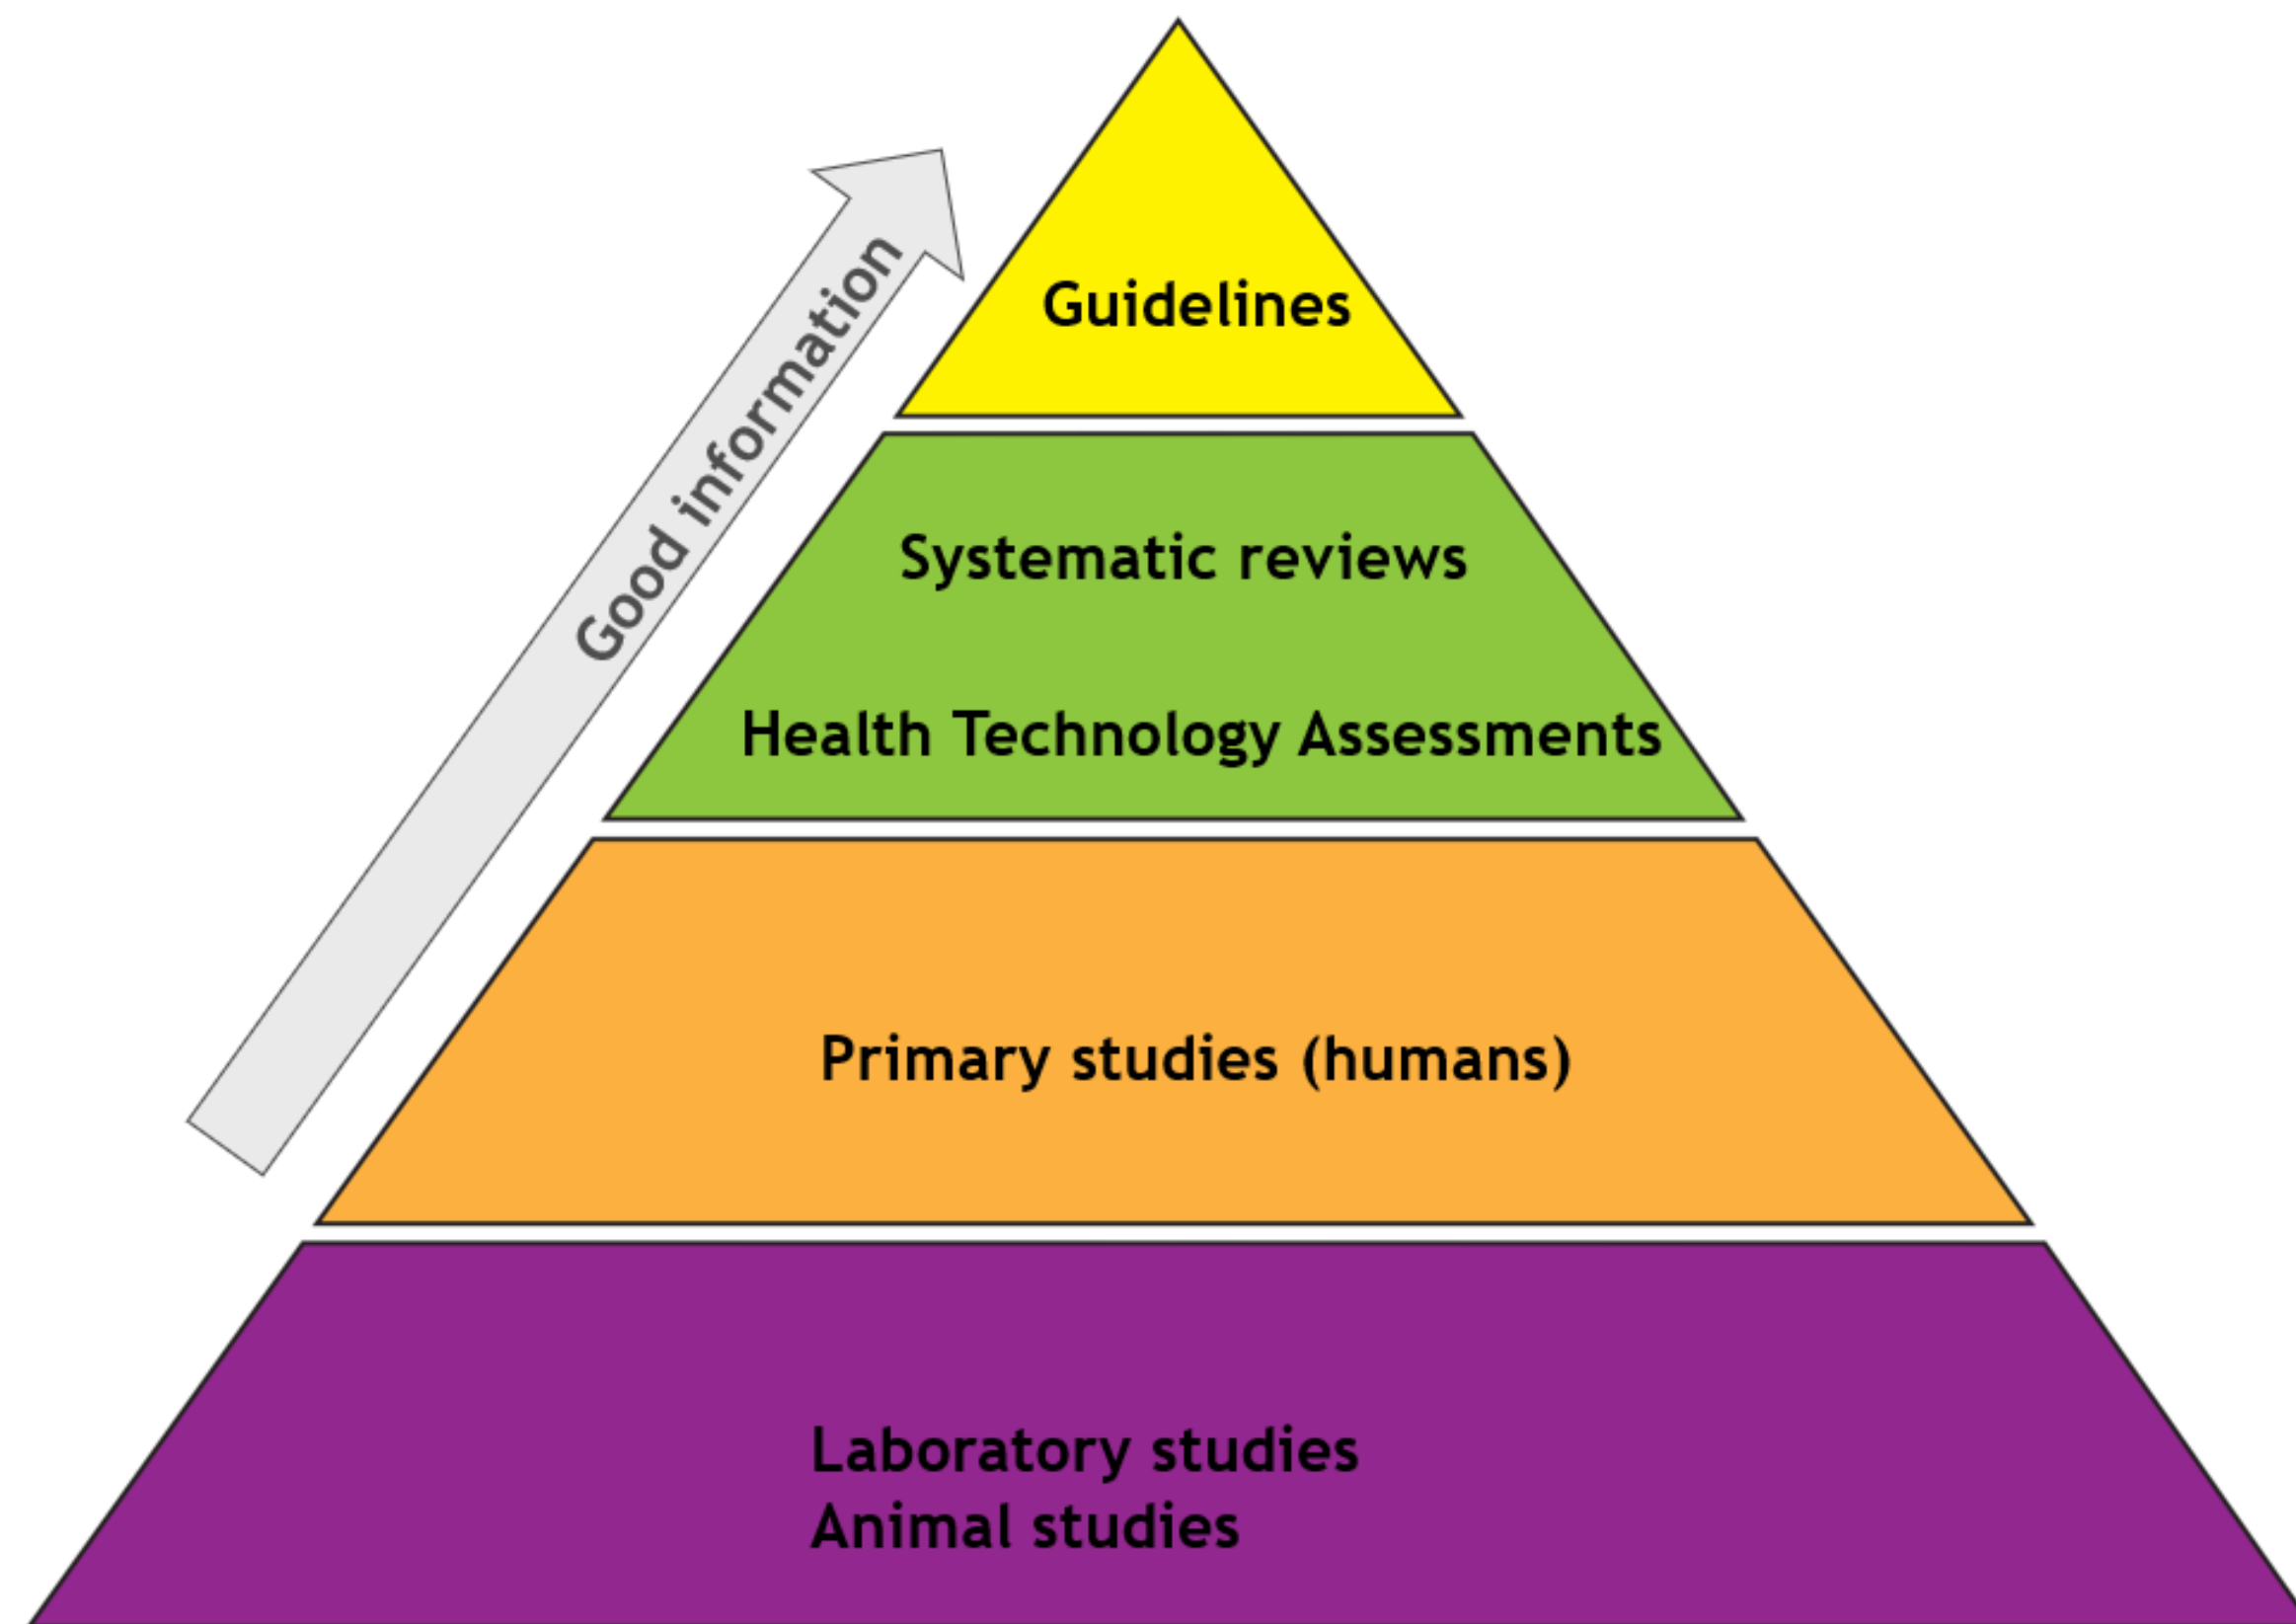 Good information
Guidelines
Systematic reviews
Health Technology Assessments
Primary studies (humans)
Laboratory studies
Animal studies